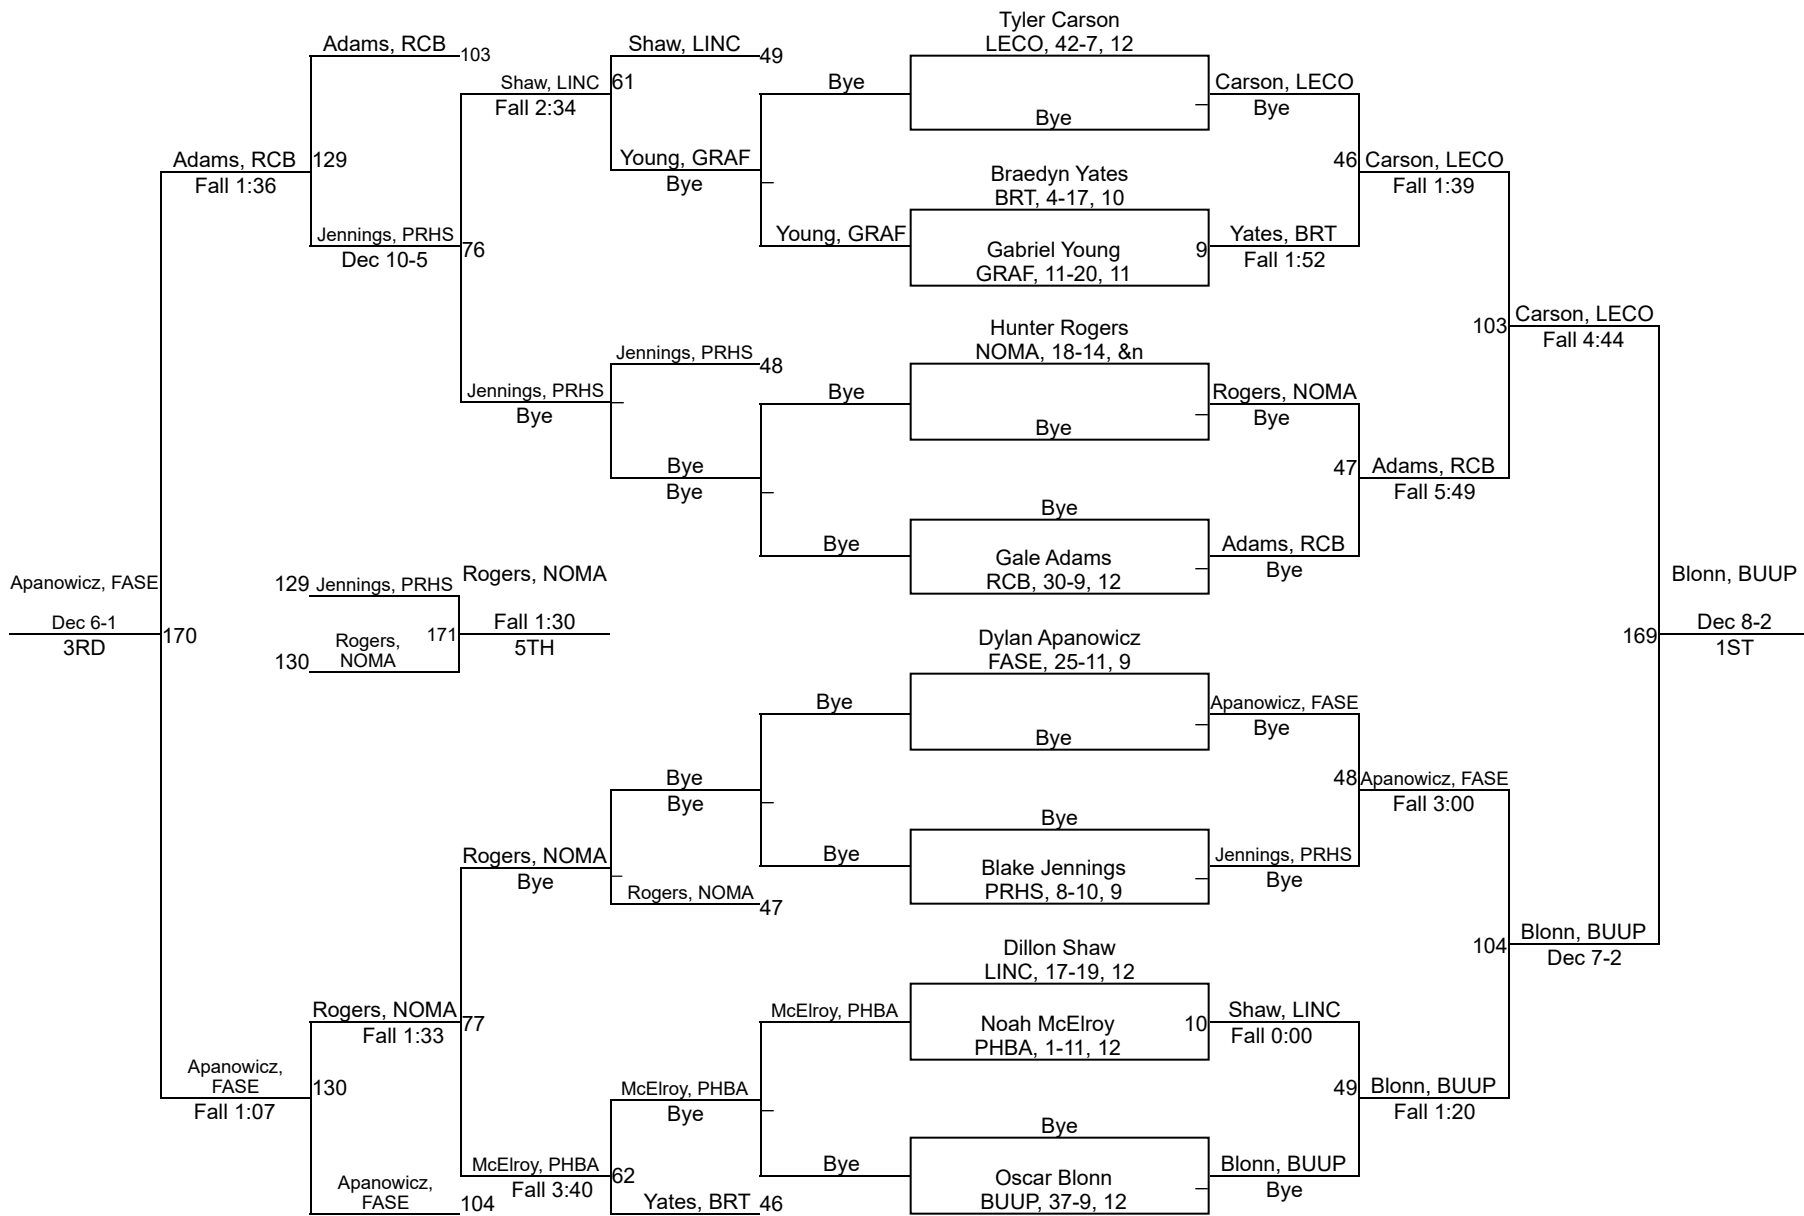 Tyler Carson
LECO, 42-7, 12
Bye
Braedyn Yates
BRT, 4-17, 10
Gabriel Young
GRAF, 11-20, 11
9
Hunter Rogers
NOMA, 18-14, &n
Bye
Bye
Gale Adams
RCB, 30-9, 12
Dylan Apanowicz
FASE, 25-11, 9
Bye
Bye
Blake Jennings
PRHS, 8-10, 9
Dillon Shaw
LINC, 17-19, 12
Noah McElroy
PHBA, 1-11, 12
10
Bye
Oscar Blonn
BUUP, 37-9, 12
Carson, LECO
Bye
Yates, BRT
Fall 1:52
Rogers, NOMA
Bye
Adams, RCB
Bye
Apanowicz, FASE
Bye
Jennings, PRHS
Bye
Shaw, LINC
Fall 0:00
Blonn, BUUP
Bye
46
Carson, LECO
Fall 1:39
47
Adams, RCB
Fall 5:49
48
Apanowicz, FASE
Fall 3:00
49
Blonn, BUUP
Fall 1:20
103
Carson, LECO
Fall 4:44
104
Blonn, BUUP
Dec 7-2
Blonn, BUUP
169
Dec 8-2
1ST
Bye
Young, GRAF
Bye
Bye
Bye
Bye
McElroy, PHBA
Bye
Shaw, LINC
49
Young, GRAF
Bye
Jennings, PRHS
48
Bye
Bye
Bye
Bye
Rogers, NOMA
47
McElroy, PHBA
Bye
Yates, BRT
46
Shaw, LINC
61
Fall 2:34
Jennings, PRHS
Bye
Rogers, NOMA
Bye
McElroy, PHBA
62
Fall 3:40
Adams, RCB
103
Jennings, PRHS
76
Dec 10-5
Rogers, NOMA
77
Fall 1:33
Apanowicz,
FASE
104
Adams, RCB
129
Fall 1:36
Apanowicz,
FASE
130
Fall 1:07
Apanowicz, FASE
Dec 6-1
170
3RD
129
Jennings, PRHS
130
Rogers,
NOMA
171
Rogers, NOMA
Fall 1:30
5TH